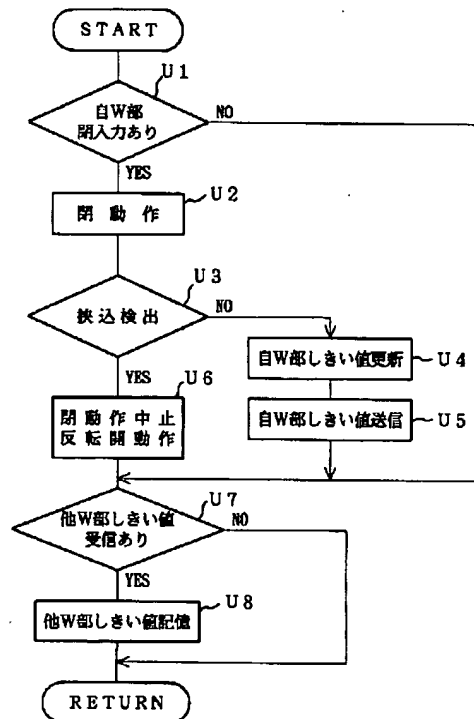 START
U1
自W部
閉入力あり
NO
YES
U2
閉動作
U3
挟込検出
NO
YES
U4
自W部しきい値更新
U5
自W部しきい値送信
U6
閉動作中止
反転開動作
U7
他W部しきい値
受信あり
NO
YES
U8
他W部しきい値記憶
RETURN